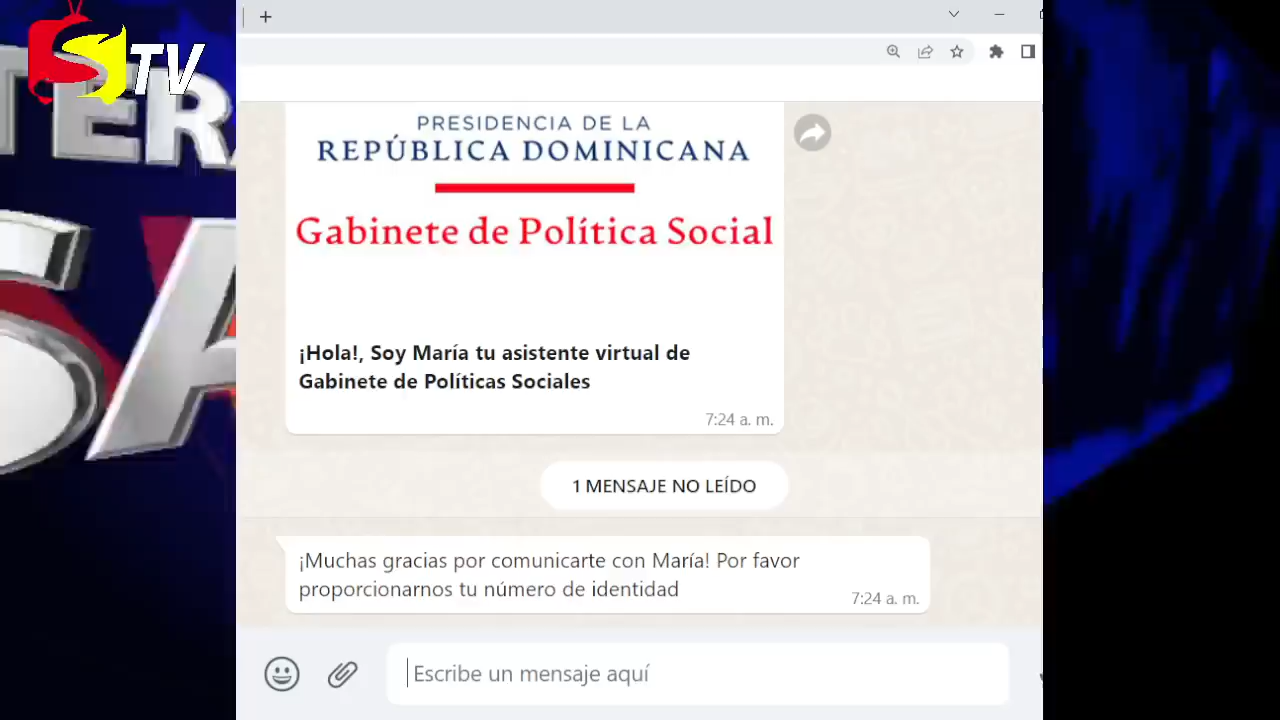 TV
PRESIDENCIA DE LA
REPÚBLICA DOMINICANA
Gabinete de Política Social
¡Hola!, Soy María tu asistente virtual de
Gabinete de Políticas Sociales
7:24 a. m.
1 MENSAJE NO LEÍDO
¡Muchas gracias por comunicarte con María! Por favor
proporcionarnos tu número de identidad
7:24 a. m.
Escribe un mensaje aquí